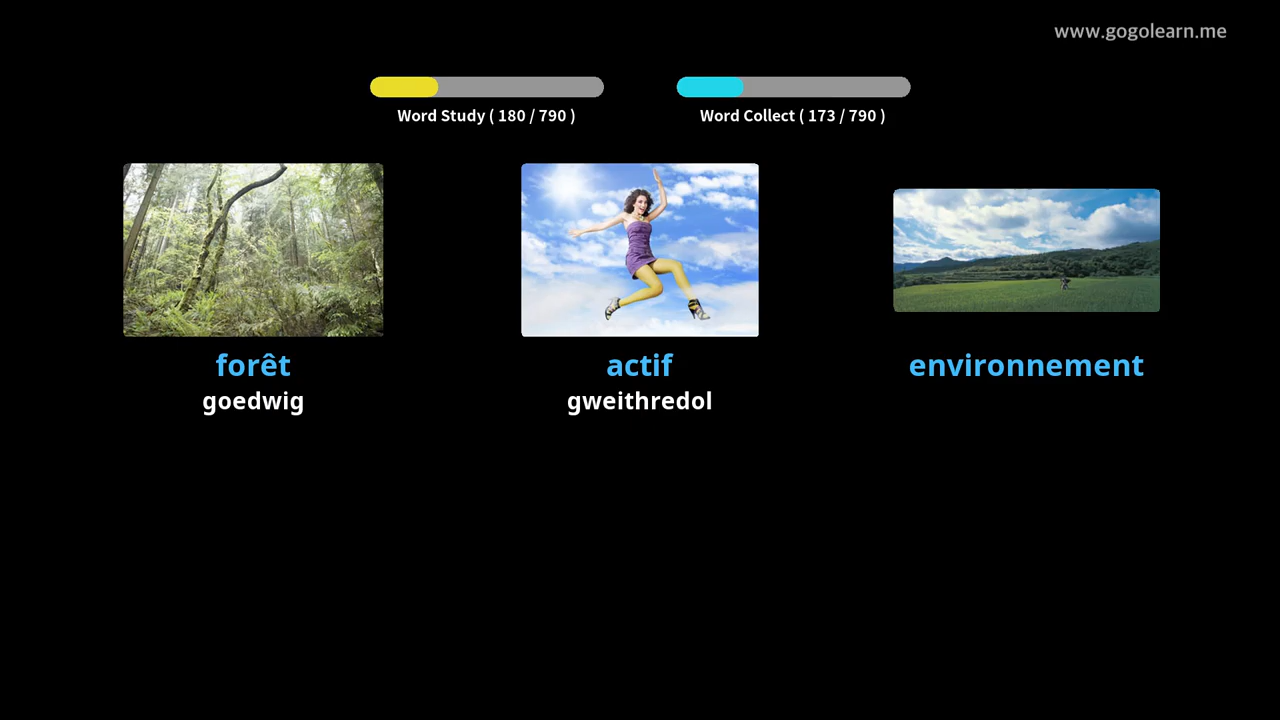 www.gogolearn.me
Word Study ( 180 / 790 )
Word Collect ( 173 / 790 )
forêt
goedwig
actif
gweithredol
environnement